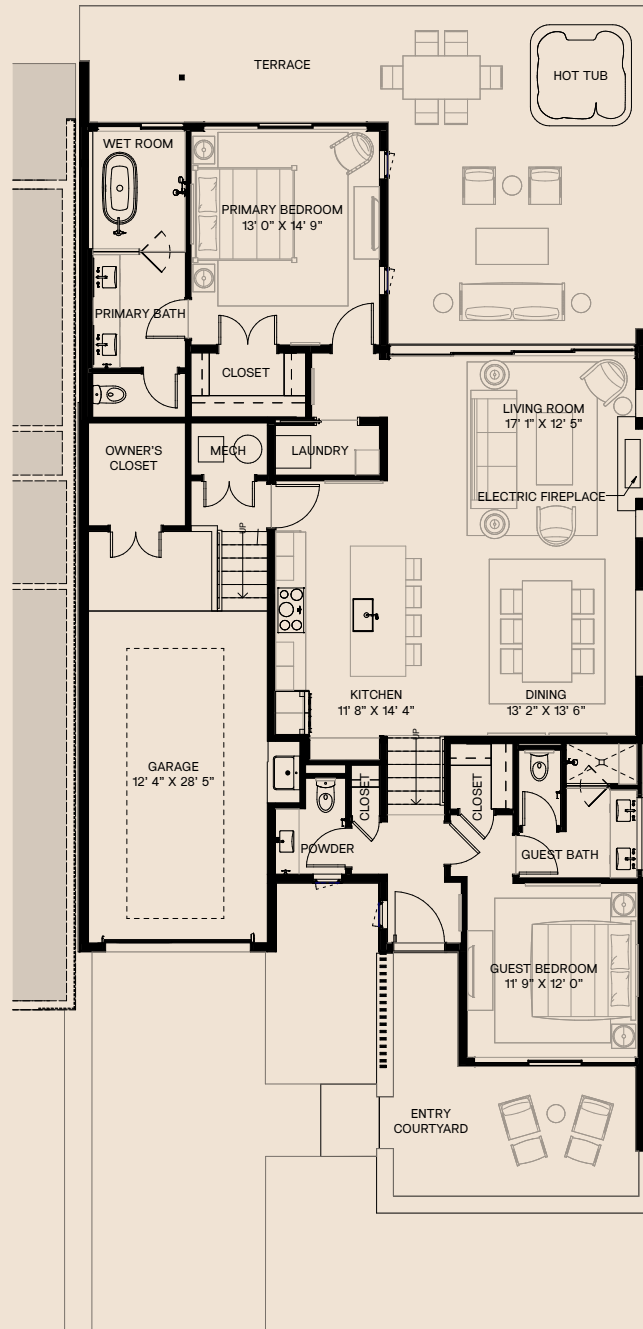 TERRACE
HOT TUB
WET ROOM
PRIMARY BEDROOM
13' 0" X 14' 9"
PRIMARY BATH
CLOSET
LIVING ROOM
17' 1" X 12' 5"
OWNER'S
CLOSET
MECH
LAUNDRY
ELECTRIC FIREPLACE
UP
KITCHEN
11' 8" X 14' 4"
DINING
13' 2" X 13' 6"
UP
GARAGE
12' 4" X 28' 5"
CLOSET
CLOSET
POWDER
GUEST BATH
GUEST BEDROOM
11' 9" X 12' 0"
ENTRY
COURTYARD